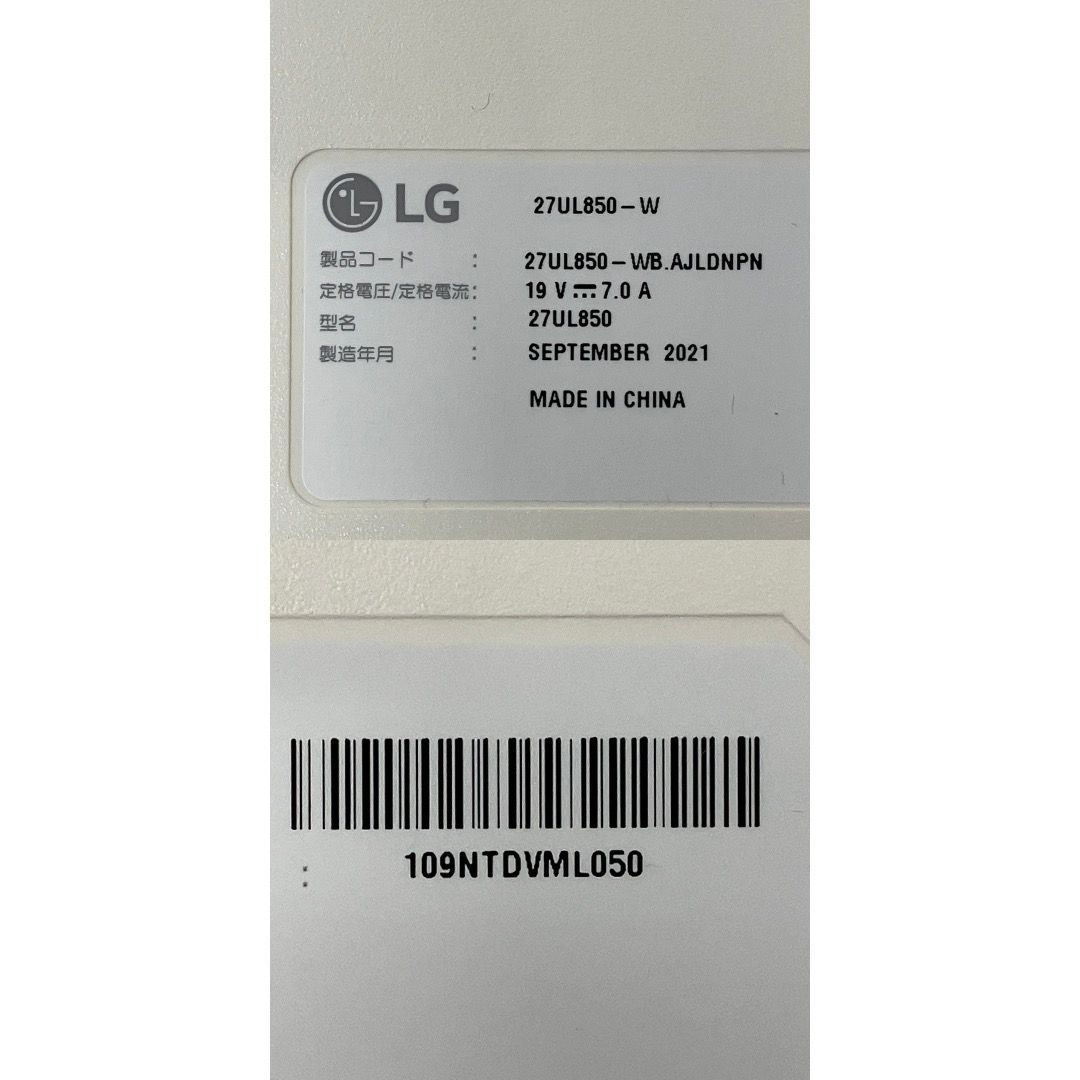 LG 27UL850-W
製品コード : 27UL850-WB.AJLDNPN
定格電圧/定格電流: 19 V⎓7.0 A
型名 : 27UL850
製造年月 : SEPTEMBER 2021
MADE IN CHINA
: 109NTDVML050